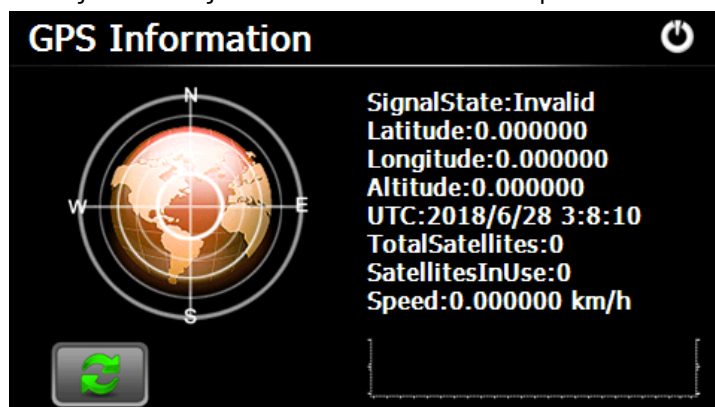 GPS Information
N
W
E
S
SignalState:Invalid
Latitude:0.000000
Longitude:0.000000
Altitude:0.000000
UTC:2018/6/28 3:8:10
TotalSatellites:0
SatellitesInUse:0
Speed:0.000000 km/h